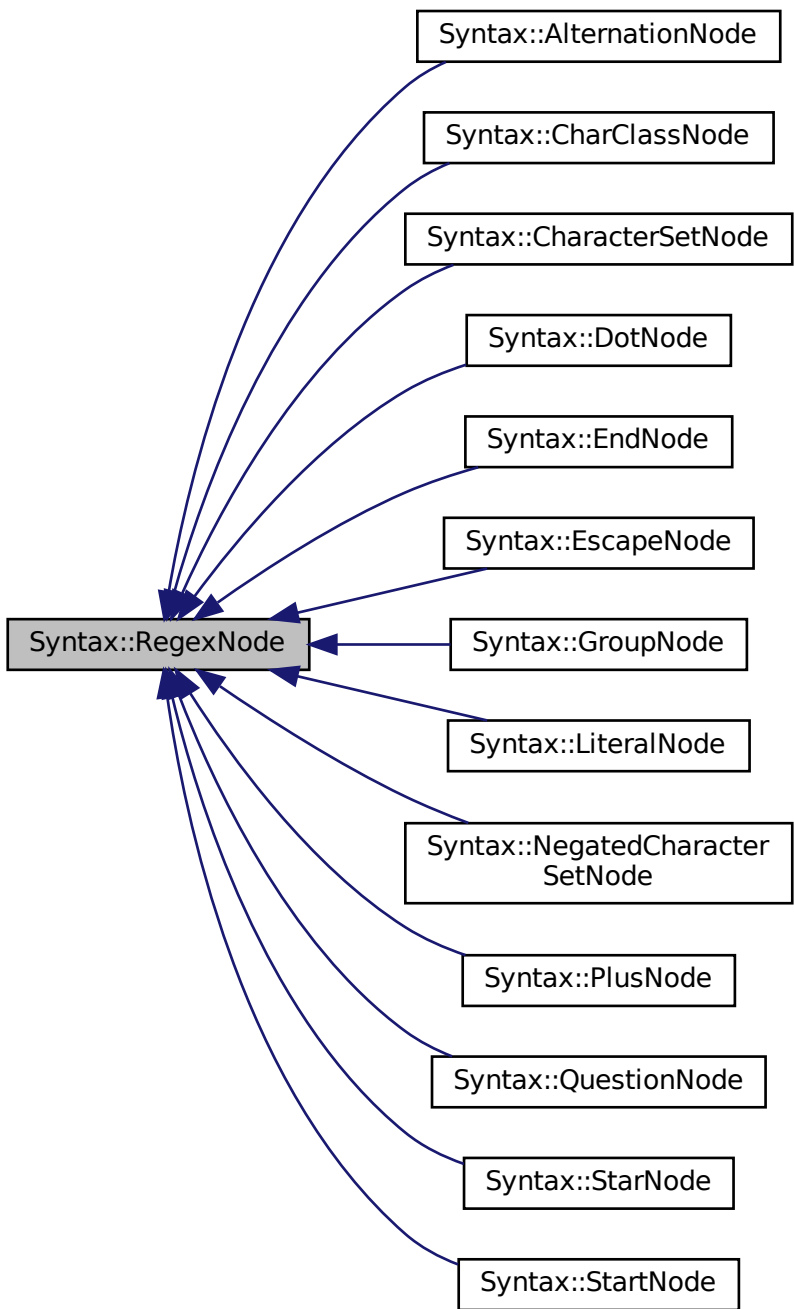 Syntax::AlternationNode
Syntax::CharClassNode
Syntax::CharacterSetNode
Syntax::DotNode
Syntax::EndNode
Syntax::EscapeNode
Syntax::RegexNode
Syntax::GroupNode
Syntax::LiteralNode
Syntax::NegatedCharacter
SetNode
Syntax::PlusNode
Syntax::QuestionNode
Syntax::StarNode
Syntax::StartNode